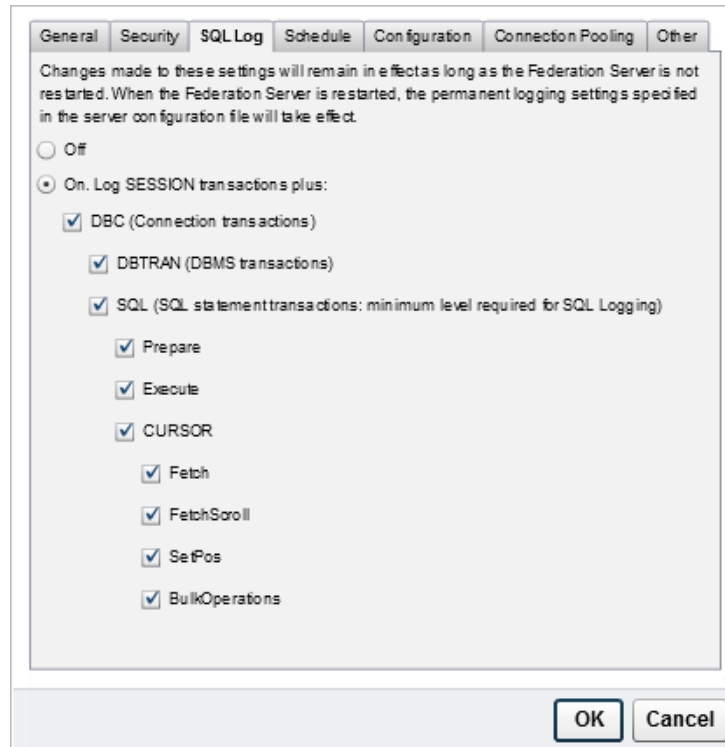 General Security SQL Log Schedule Configuration Connection Pooling Other
Changes made to these settings will remain in effect as long as the Federation Server is not
restarted. When the Federation Server is restarted, the permanent logging settings specified
in the server configuration file will take effect.
Off
On. Log SESSION transactions plus:
DBC (Connection transactions)
DBTRAN (DBMS transactions)
SQL (SQL statement transactions: minimum level required for SQL Logging)
Prepare
Execute
CURSOR
Fetch
FetchScroll
SetPos
BulkOperations
OK Cancel